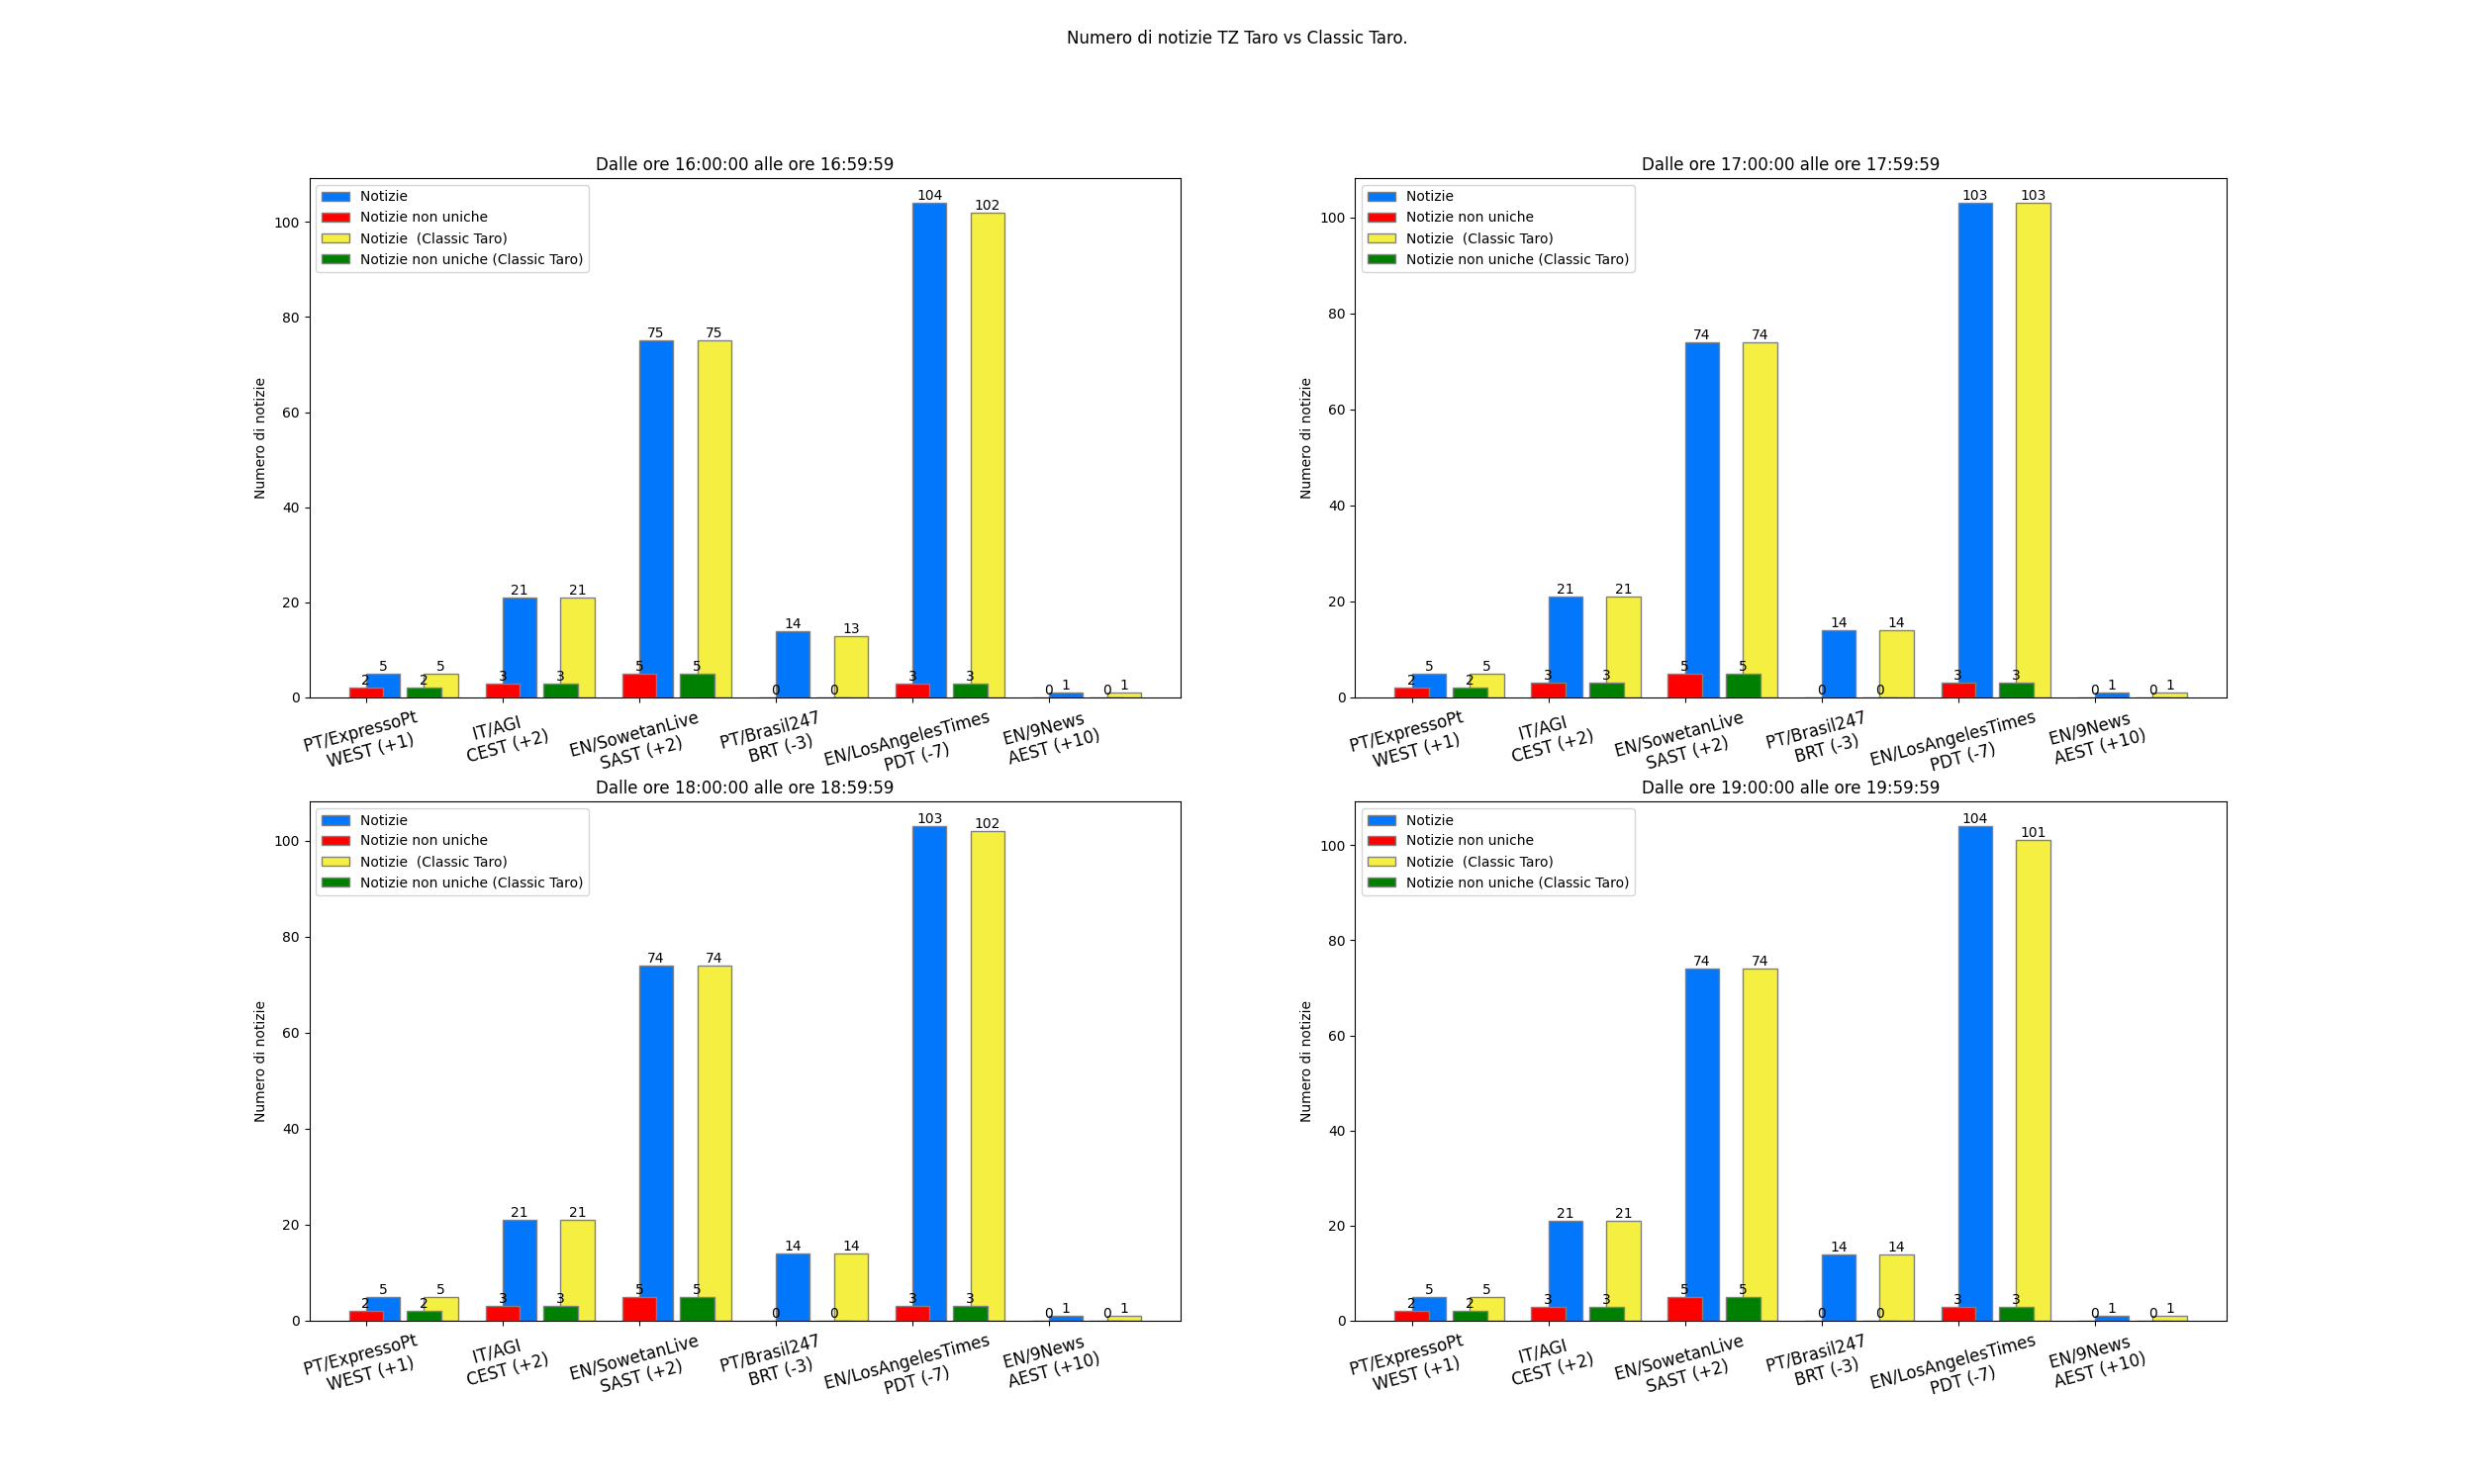 Numero di notizie TZ Taro vs Classic Taro.
Dalle ore 16:00:00 alle ore 16:59:59
Notizie
Notizie non uniche
Notizie  (Classic Taro)
Notizie non uniche (Classic Taro)
Numero di notizie
100
80
60
40
20
0
2 5 2 5
3 21 3 21
5 75 5 75
0 14 0 13
3 104 3 102
0 1 0 1
PT/ExpressoPt
WEST (+1)
IT/AGI
CEST (+2)
EN/SowetanLive
SAST (+2)
PT/Brasil247
BRT (-3)
EN/LosAngelesTimes
PDT (-7)
EN/9News
AEST (+10)
Dalle ore 17:00:00 alle ore 17:59:59
Notizie
Notizie non uniche
Notizie  (Classic Taro)
Notizie non uniche (Classic Taro)
Numero di notizie
100
80
60
40
20
0
2 5 2 5
3 21 3 21
5 74 5 74
0 14 0 14
3 103 3 103
0 1 0 1
PT/ExpressoPt
WEST (+1)
IT/AGI
CEST (+2)
EN/SowetanLive
SAST (+2)
PT/Brasil247
BRT (-3)
EN/LosAngelesTimes
PDT (-7)
EN/9News
AEST (+10)
Dalle ore 18:00:00 alle ore 18:59:59
Notizie
Notizie non uniche
Notizie  (Classic Taro)
Notizie non uniche (Classic Taro)
Numero di notizie
100
80
60
40
20
0
2 5 2 5
3 21 3 21
5 74 5 74
0 14 0 14
3 103 3 102
0 1 0 1
PT/ExpressoPt
WEST (+1)
IT/AGI
CEST (+2)
EN/SowetanLive
SAST (+2)
PT/Brasil247
BRT (-3)
EN/LosAngelesTimes
PDT (-7)
EN/9News
AEST (+10)
Dalle ore 19:00:00 alle ore 19:59:59
Notizie
Notizie non uniche
Notizie  (Classic Taro)
Notizie non uniche (Classic Taro)
Numero di notizie
100
80
60
40
20
0
2 5 2 5
3 21 3 21
5 74 5 74
0 14 0 14
3 104 3 101
0 1 0 1
PT/ExpressoPt
WEST (+1)
IT/AGI
CEST (+2)
EN/SowetanLive
SAST (+2)
PT/Brasil247
BRT (-3)
EN/LosAngelesTimes
PDT (-7)
EN/9News
AEST (+10)